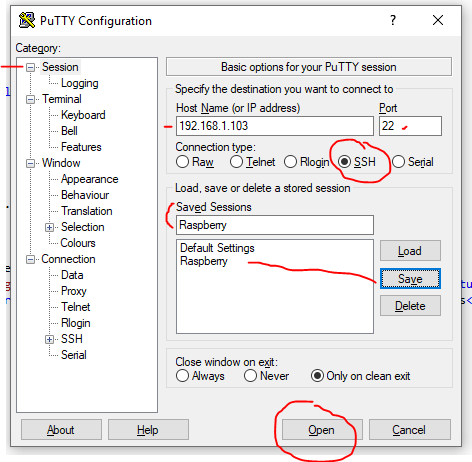 PuTTY Configuration
Category:
Session
Logging
Terminal
Keyboard
Bell
Features
Window
Appearance
Behaviour
Translation
Selection
Colours
Connection
Data
Proxy
Telnet
Rlogin
SSH
Serial
Basic options for your PuTTY session
Specify the destination you want to connect to
Host Name (or IP address) Port
192.168.1.103 22
Connection type:
Raw Telnet Rlogin SSH Serial
Load, save or delete a stored session
Saved Sessions
Raspberry
Default Settings
Raspberry
Load
Save
Delete
Close window on exit:
Always Never Only on clean exit
About Help Open Cancel